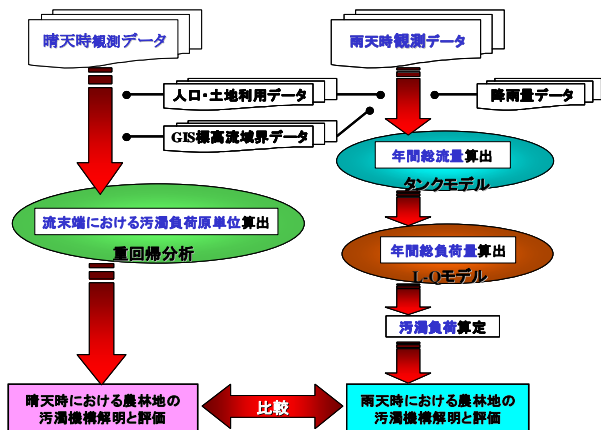 晴天時観測データ
雨天時観測データ
人口・土地利用データ
降雨量データ
GIS標高流域界データ
年間総流量算出
タンクモデル
流末端における汚濁負荷原単位算出
重回帰分析
年間総負荷量算出
L-Qモデル
汚濁負荷算定
晴天時における農林地の
汚濁機構解明と評価
比較
雨天時における農林地の
汚濁機構解明と評価